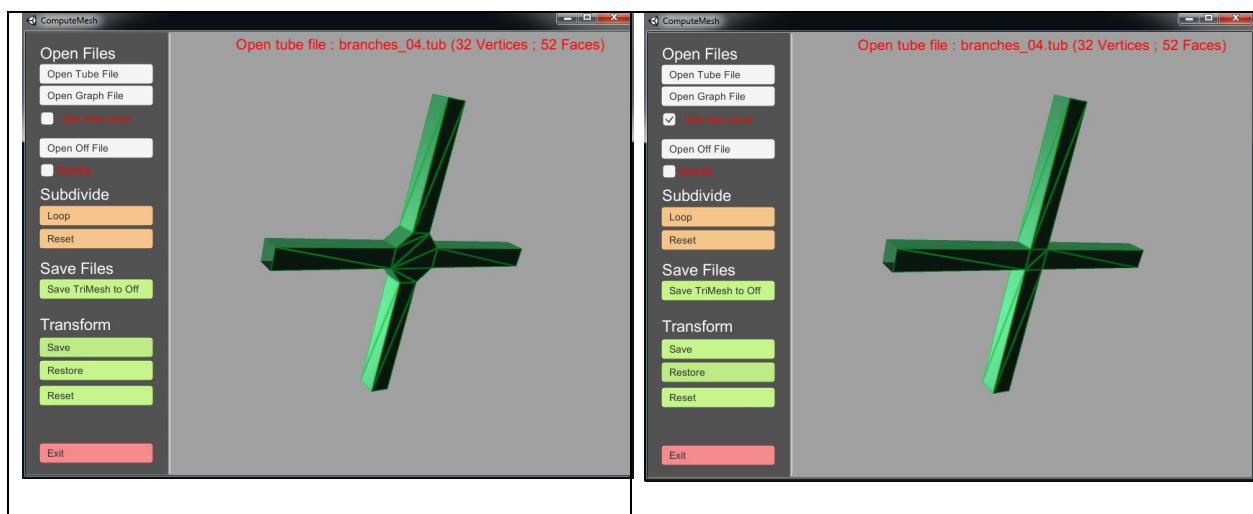 ComputeMesh
Open tube file : branches_04.tub (32 Vertices ; 52 Faces)
Open Files
Open Tube File
Open Graph File
Open Off File
Subdivide
Loop
Reset
Save Files
Save TriMesh to Off
Transform
Save
Restore
Reset
Exit
ComputeMesh
Open tube file : branches_04.tub (32 Vertices ; 52 Faces)
Open Files
Open Tube File
Open Graph File
Open Off File
Subdivide
Loop
Reset
Save Files
Save TriMesh to Off
Transform
Save
Restore
Reset
Exit